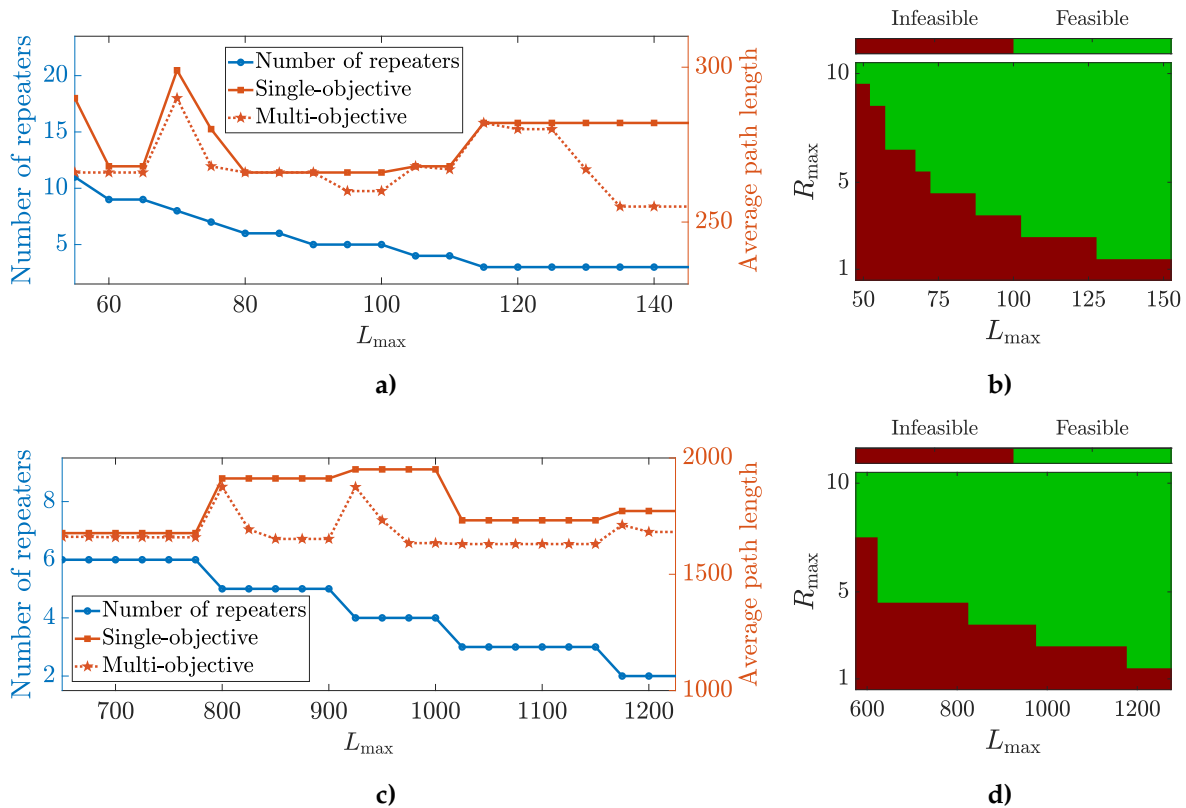 Number of repeaters
20
15
10
5
Number of repeaters
Single-objective
Multi-objective
300
250
Average path length
60
80
100
120
140
L_max
a)
Infeasible
Feasible
10
5
1
R_max
50
75
100
125
150
L_max
b)
Number of repeaters
8
6
4
2
Number of repeaters
Single-objective
Multi-objective
2000
1500
1000
Average path length
700
800
900
1000
1100
1200
L_max
c)
Infeasible
Feasible
10
5
1
R_max
600
800
1000
1200
L_max
d)